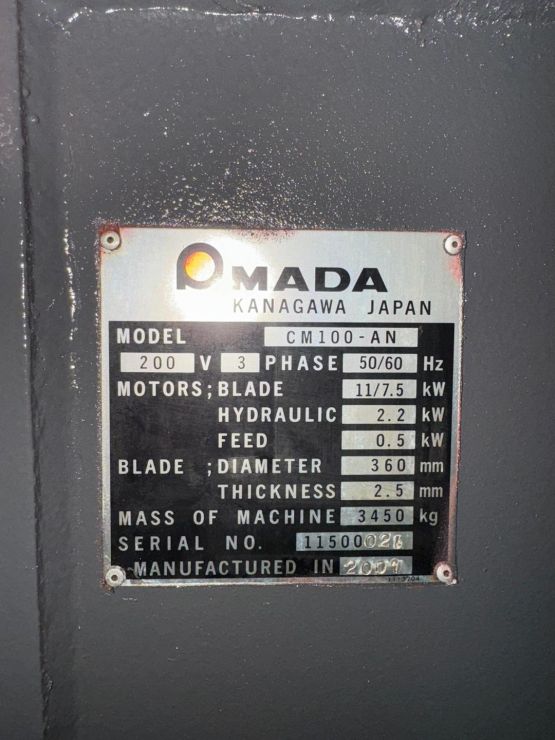 AMADA
KANAGAWA JAPAN
MODEL CM100-AN
200 V 3 PHASE 50/60 Hz
MOTORS; BLADE 11/7.5 kW
HYDRAULIC 2.2 kW
FEED 0.5 kW
BLADE ; DIAMETER 360 mm
THICKNESS 2.5 mm
MASS OF MACHINE 3450 kg
SERIAL NO. 11500028
MANUFACTURED IN 2007